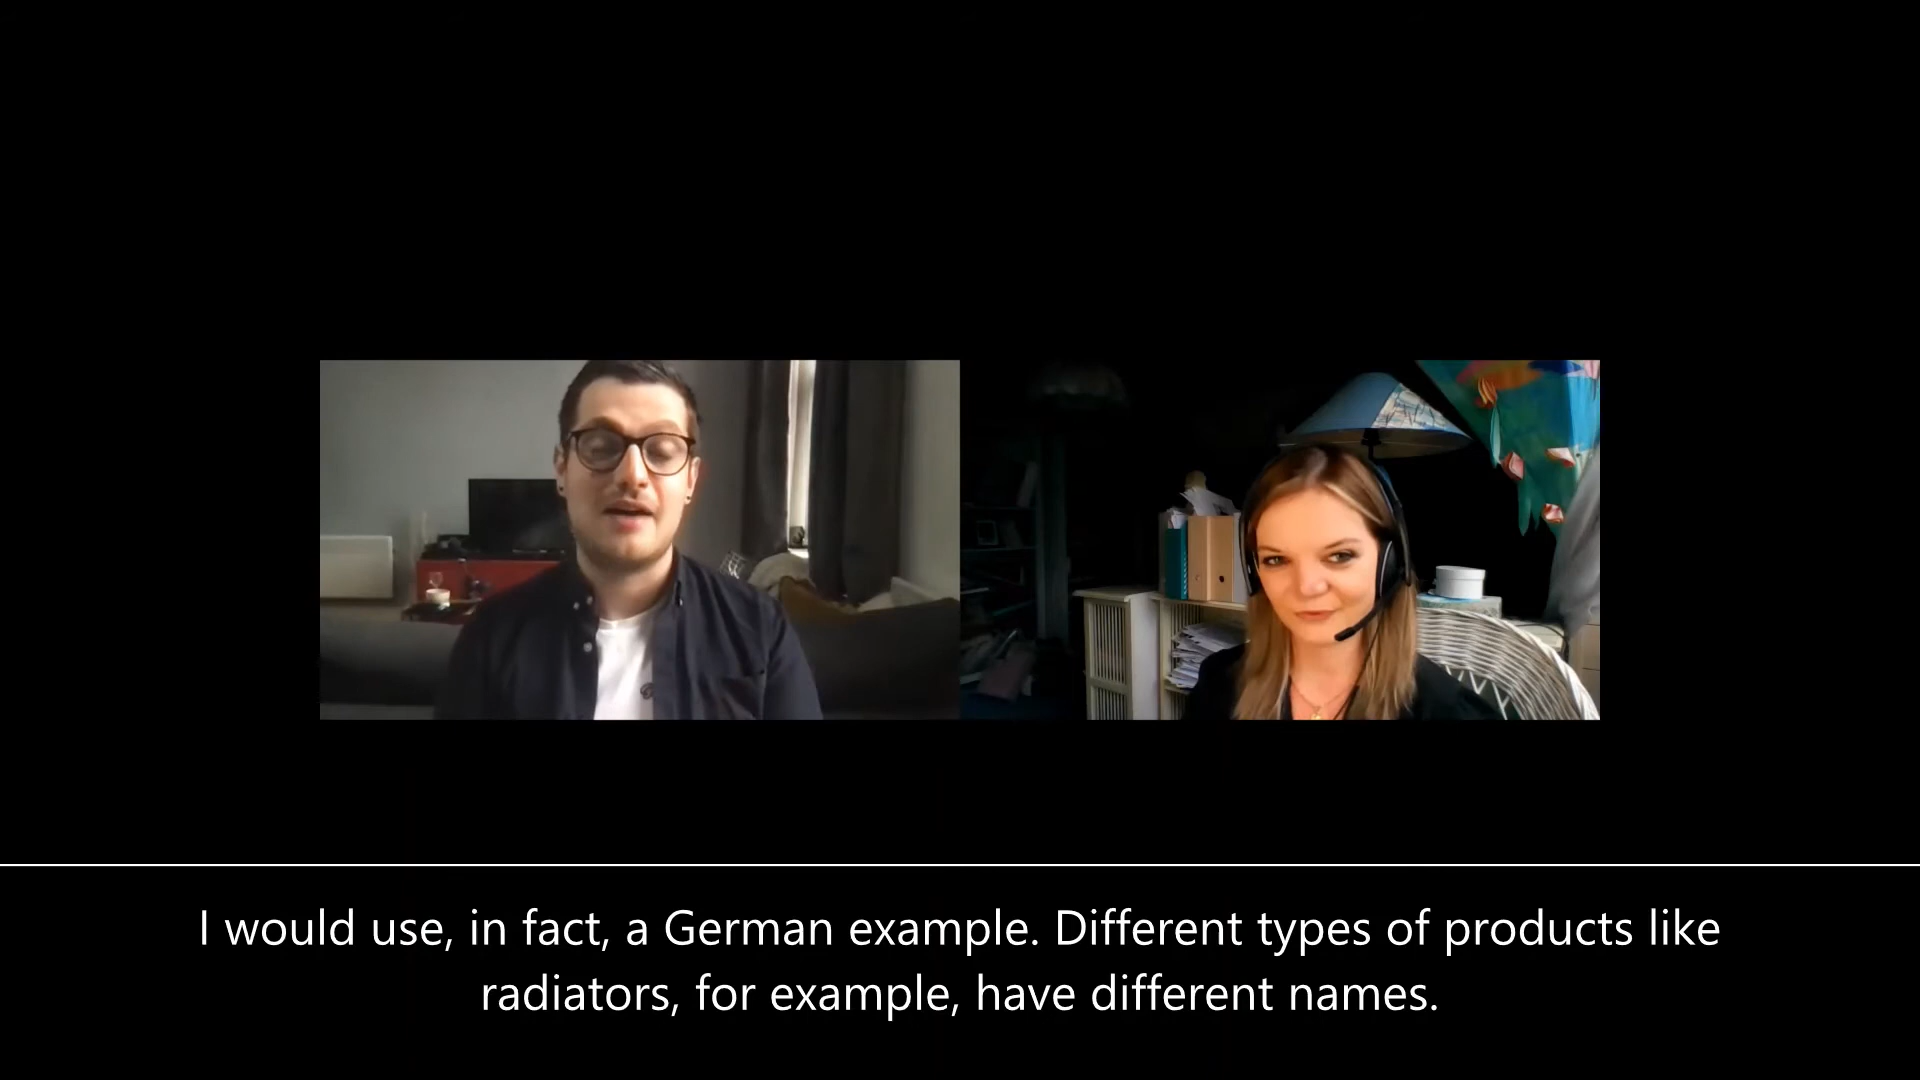 I would use, in fact, a German example. Different types of products like
radiators, for example, have different names.